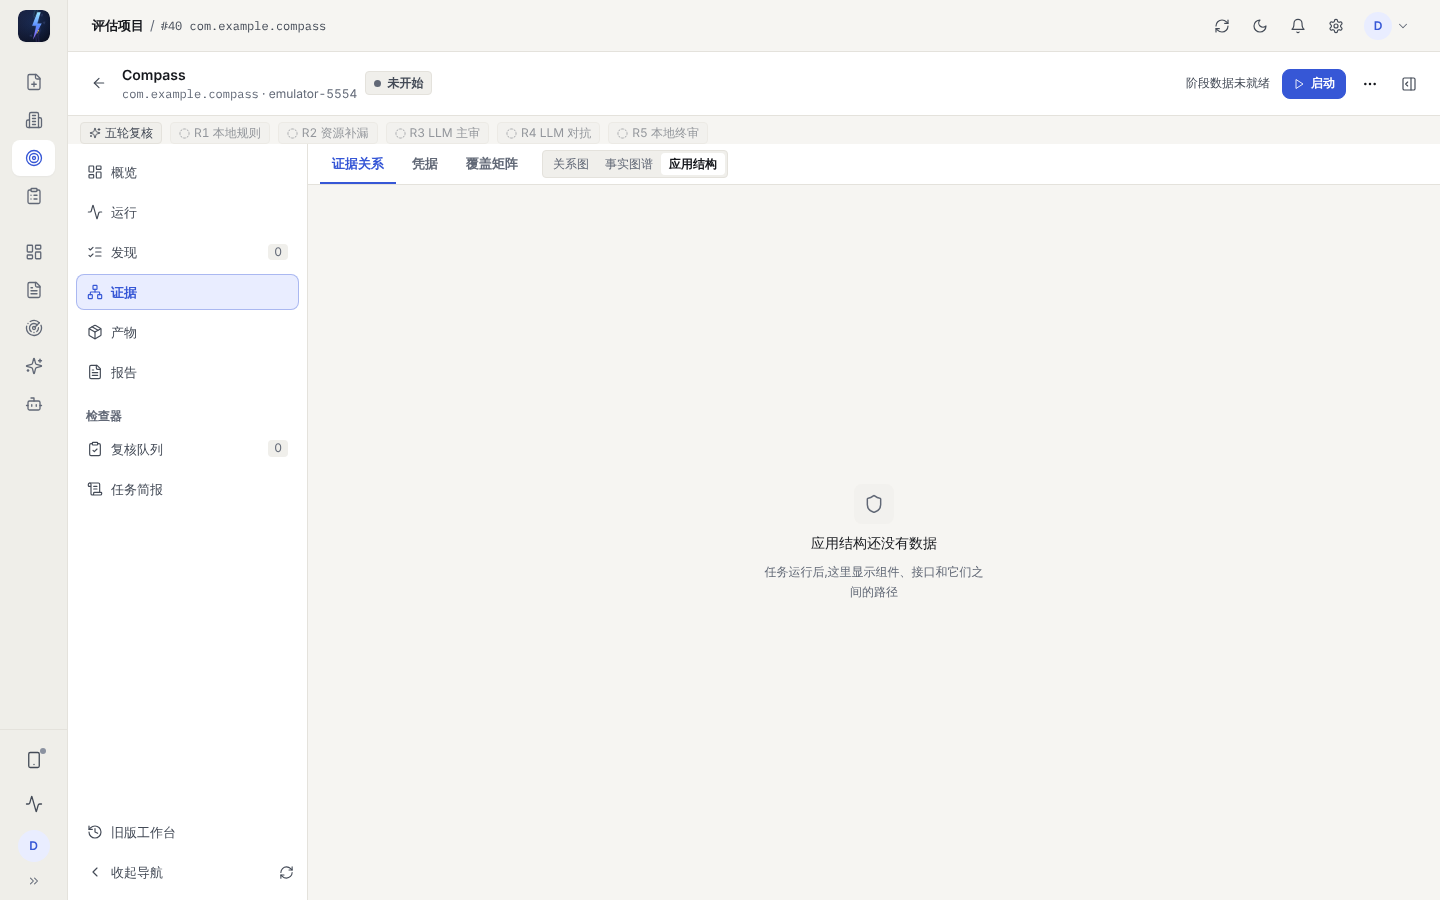 评估项目 / #40 com.example.compass
D
Compass
com.example.compass · emulator-5554
未开始
阶段数据未就绪
启动
五轮复核
R1 本地规则
R2 资源补漏
R3 LLM 主审
R4 LLM 对抗
R5 本地终审
概览
运行
发现 0
证据
产物
报告
检查器
复核队列 0
任务简报
旧版工作台
收起导航
证据关系
凭据
覆盖矩阵
关系图
事实图谱
应用结构
应用结构还没有数据
任务运行后,这里显示组件、接口和它们之
间的路径
D